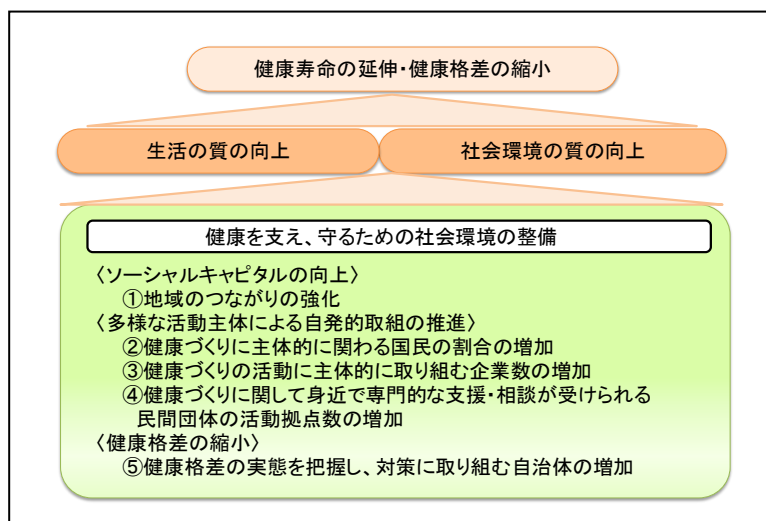 健康寿命の延伸・健康格差の縮小
生活の質の向上
社会環境の質の向上
健康を支え、守るための社会環境の整備
〈ソーシャルキャピタルの向上〉
①地域のつながりの強化
〈多様な活動主体による自発的取組の推進〉
②健康づくりに主体的に関わる国民の割合の増加
③健康づくりの活動に主体的に取り組む企業数の増加
④健康づくりに関して身近で専門的な支援・相談が受けられる
民間団体の活動拠点数の増加
〈健康格差の縮小〉
⑤健康格差の実態を把握し、対策に取り組む自治体の増加